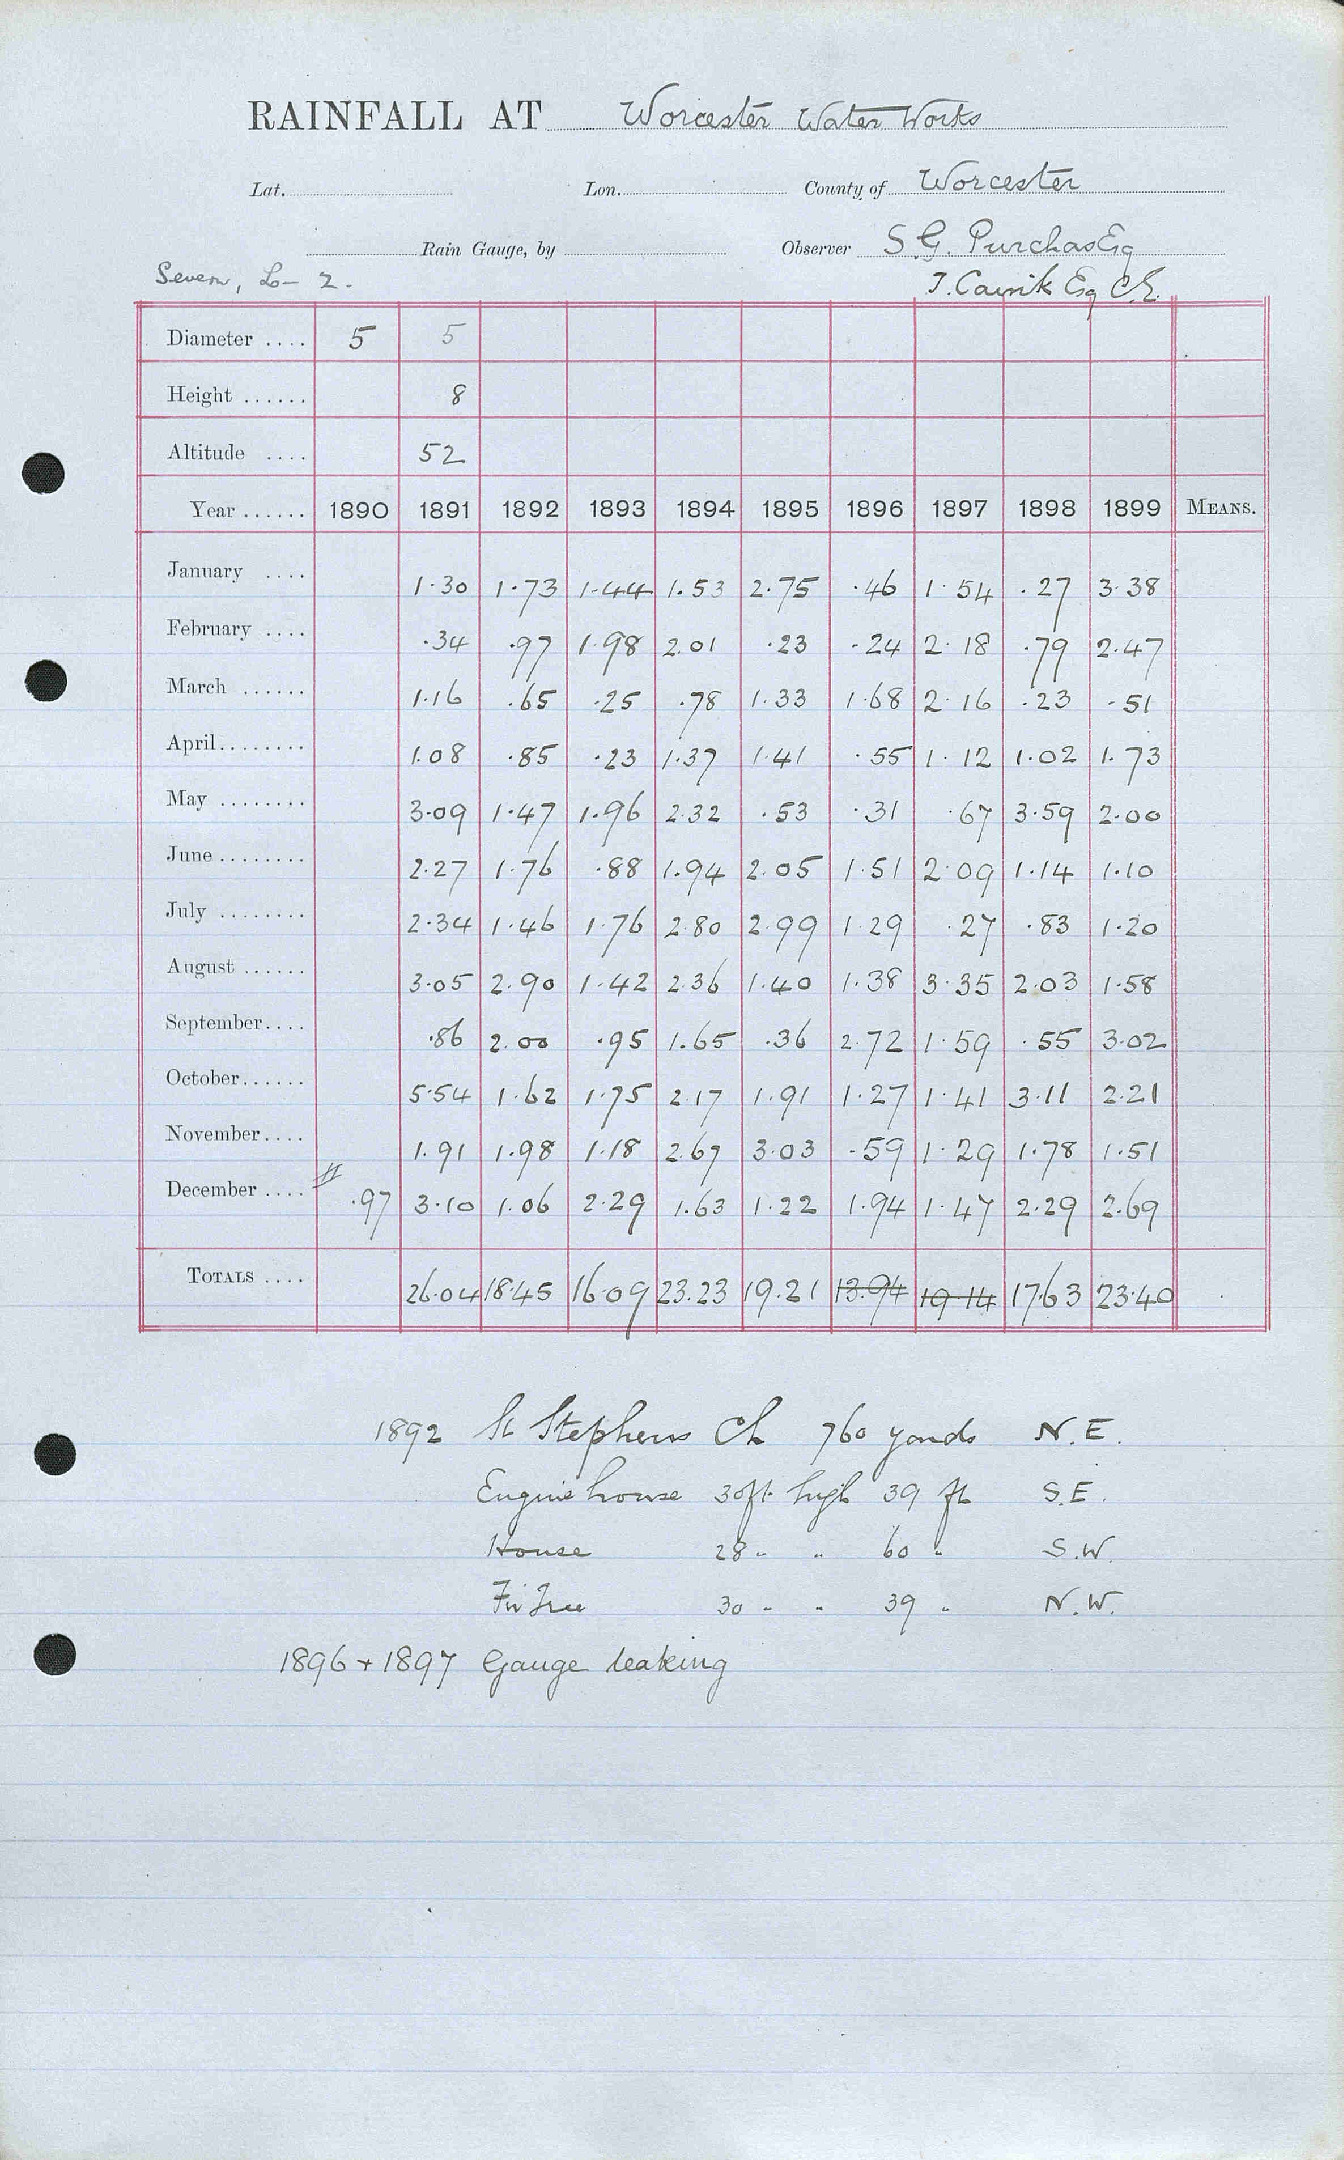 RAINFALL AT Worcester Water Works
Lat. Lon. County of Worcester
Rain Gauge, by Observer S G. Purchas Esq
Severn, 2.
T. Esq C.E.
Diameter .... 5 5
Height ...... 8
Altitude .... 52
Year ...... 1890 1891 1892 1893 1894 1895 1896 1897 1898 1899 MEANS.
January .... 1.30 1.73 1.44 1.53 2.75 .46 1.54 .27 3.38
February .... .34 .97 1.98 2.01 .23 .24 2.18 .79 2.47
March ...... 1.16 .65 .25 .78 1.33 1.68 2.16 .23 .51
April........ 1.08 .85 .23 1.37 1.41 .55 1.12 1.02 1.73
May ........ 3.09 1.47 1.96 2.32 .53 .31 .67 3.59 2.00
June ........ 2.27 1.76 .88 1.94 2.05 1.51 2.09 1.14 1.10
July ........ 2.34 1.46 1.76 2.80 2.99 1.29 .27 .83 1.20
August ...... 3.05 2.90 1.42 2.36 1.40 1.38 3.35 2.03 1.58
September.... .86 2.00 .95 1.65 .36 2.72 1.59 .55 3.02
October...... 5.54 1.62 1.75 2.17 1.91 1.27 1.41 3.11 2.21
November.... 1.91 1.98 1.18 2.67 3.03 .59 1.29 1.78 1.51
December .... .97 3.10 1.06 2.29 1.63 1.22 1.94 1.47 2.29 2.69
TOTALS .... 26.04 18.45 16.09 23.23 19.21 13.94 19.14 17.63 23.40
1892 St Stephens Ch 760 yards N.E.
Engine house 30ft high 39 ft S.E.
House 28 " " 60 " S.W.
Fir Tree 30 " " 39 " N.W.
1896 + 1897 Gauge leaking